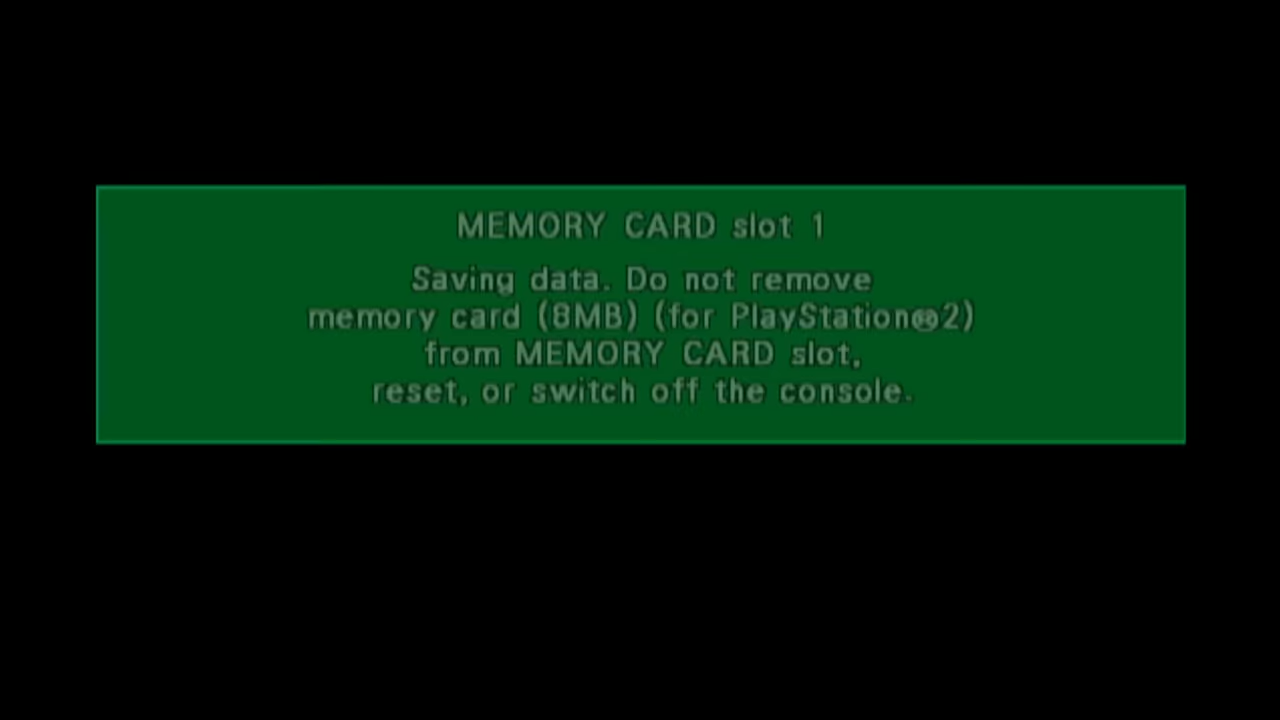 MEMORY CARD slot 1
Saving data. Do not remove
memory card (8MB) (for PlayStation®2)
from MEMORY CARD slot,
reset, or switch off the console.